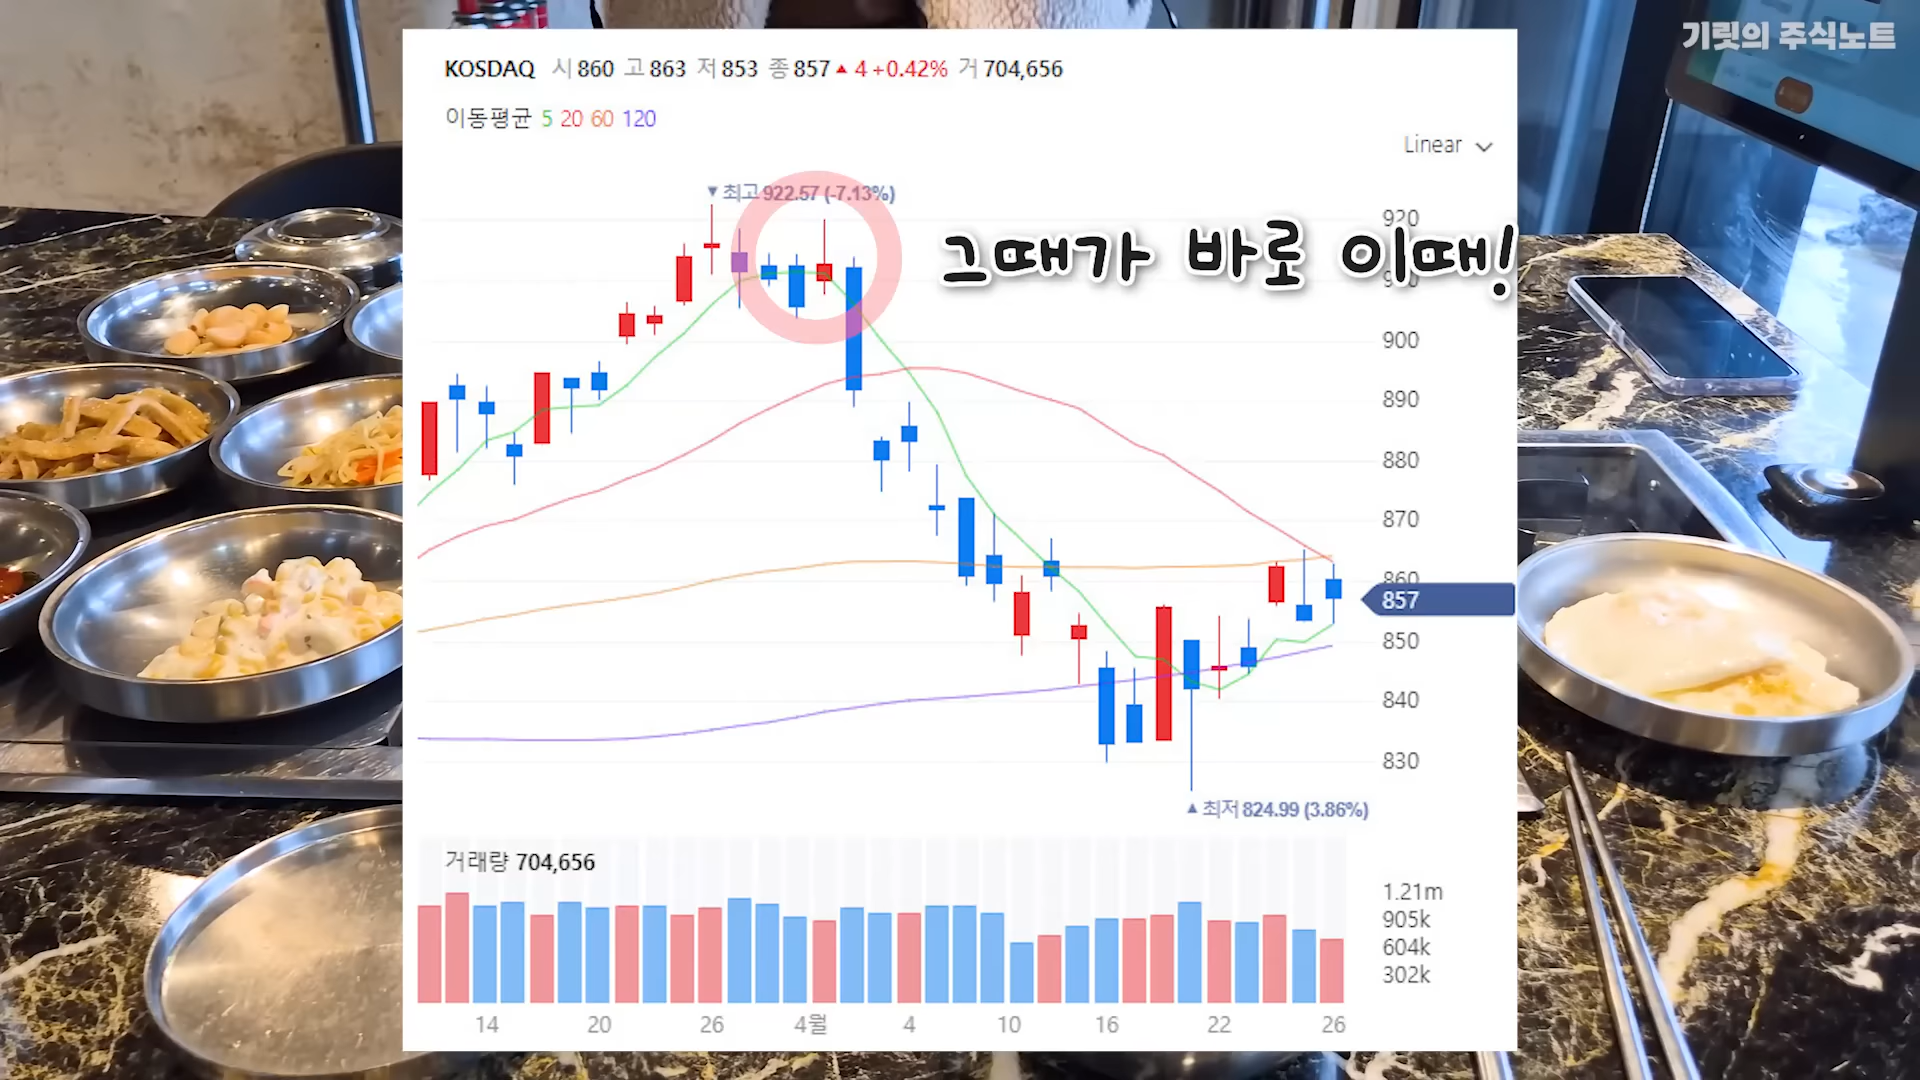 기릿의 주식노트
KOSDAQ 시 860 고 863 저 853 종 857 ▲ 4 +0.42% 거 704,656
이동평균 5 20 60 120
Linear
▼ 최고 922.57 (-7.13%)
그때가 바로 이때!
920
900
890
880
870
860
857
850
840
830
▲ 최저 824.99 (3.86%)
거래량 704,656
1.21m
905k
604k
302k
14 20 26 4월 4 10 16 22 26